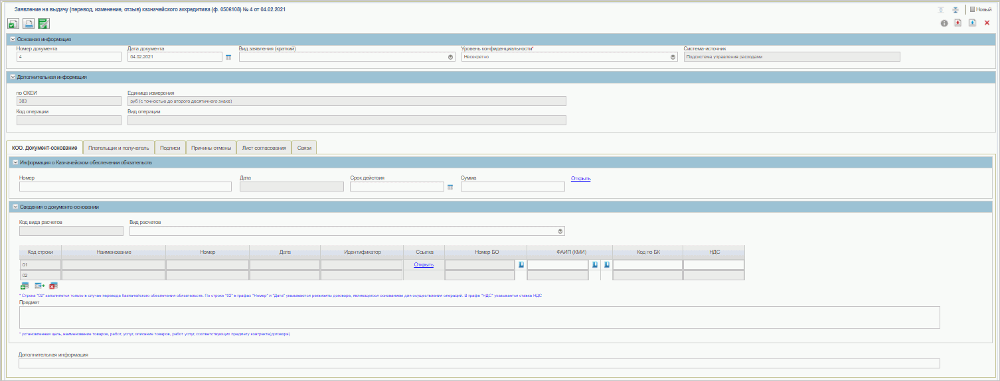 Заявление на выдачу (перевод, изменение, отзыв) казначейского аккредитива (ф. 0506108) № 4 от 04.02.2021
Новый
Основная информация
Номер документа Дата документа Вид заявления (краткий) Уровень конфиденциальности* Система-источник
4 04.02.2021 Несекретно Подсистема управления расходами
Дополнительная информация
по ОКЕИ Единица измерения
383 руб (с точностью до второго десятичного знака)
Код операции Вид операции
КОО. Документ-основание Плательщик и получатель Подписи Причины отмены Лист согласования Связи
Информация о Казначейском обеспечении обязательств
Номер Дата Срок действия Сумма Открыть
Сведения о документе-основании
Код вида расчетов Вид расчетов
Код строки Наименование Номер Дата Идентификатор Ссылка Номер БО ФАИП (КМИ) Код по БК НДС
01 Открыть
02
* Строка "02" заполняется только в случае перевода Казначейского обеспечения обязательств. По строке "02" в графах "Номер" и "Дата" указываются реквизиты договора, являющегося основанием для осуществления операций. В графе "НДС" указывается ставка НДС
Предмет
* установленная цель, наименование товаров, работ, услуг, описание товаров, работ услуг, соответствующих предмету контракта(договора)
Дополнительная информация